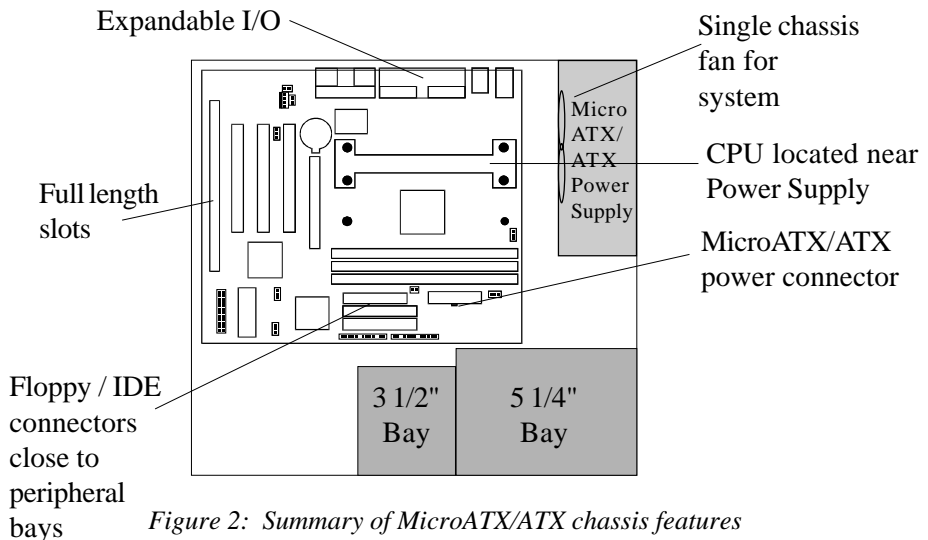 Expandable I/O
Single chassis
fan for
system
Micro
ATX/
ATX
Power
Supply
CPU located near
Power Supply
Full length
slots
MicroATX/ATX
power connector
Floppy / IDE
connectors
close to
peripheral
bays
3 1/2"
Bay
5 1/4"
Bay
Figure 2: Summary of MicroATX/ATX chassis features